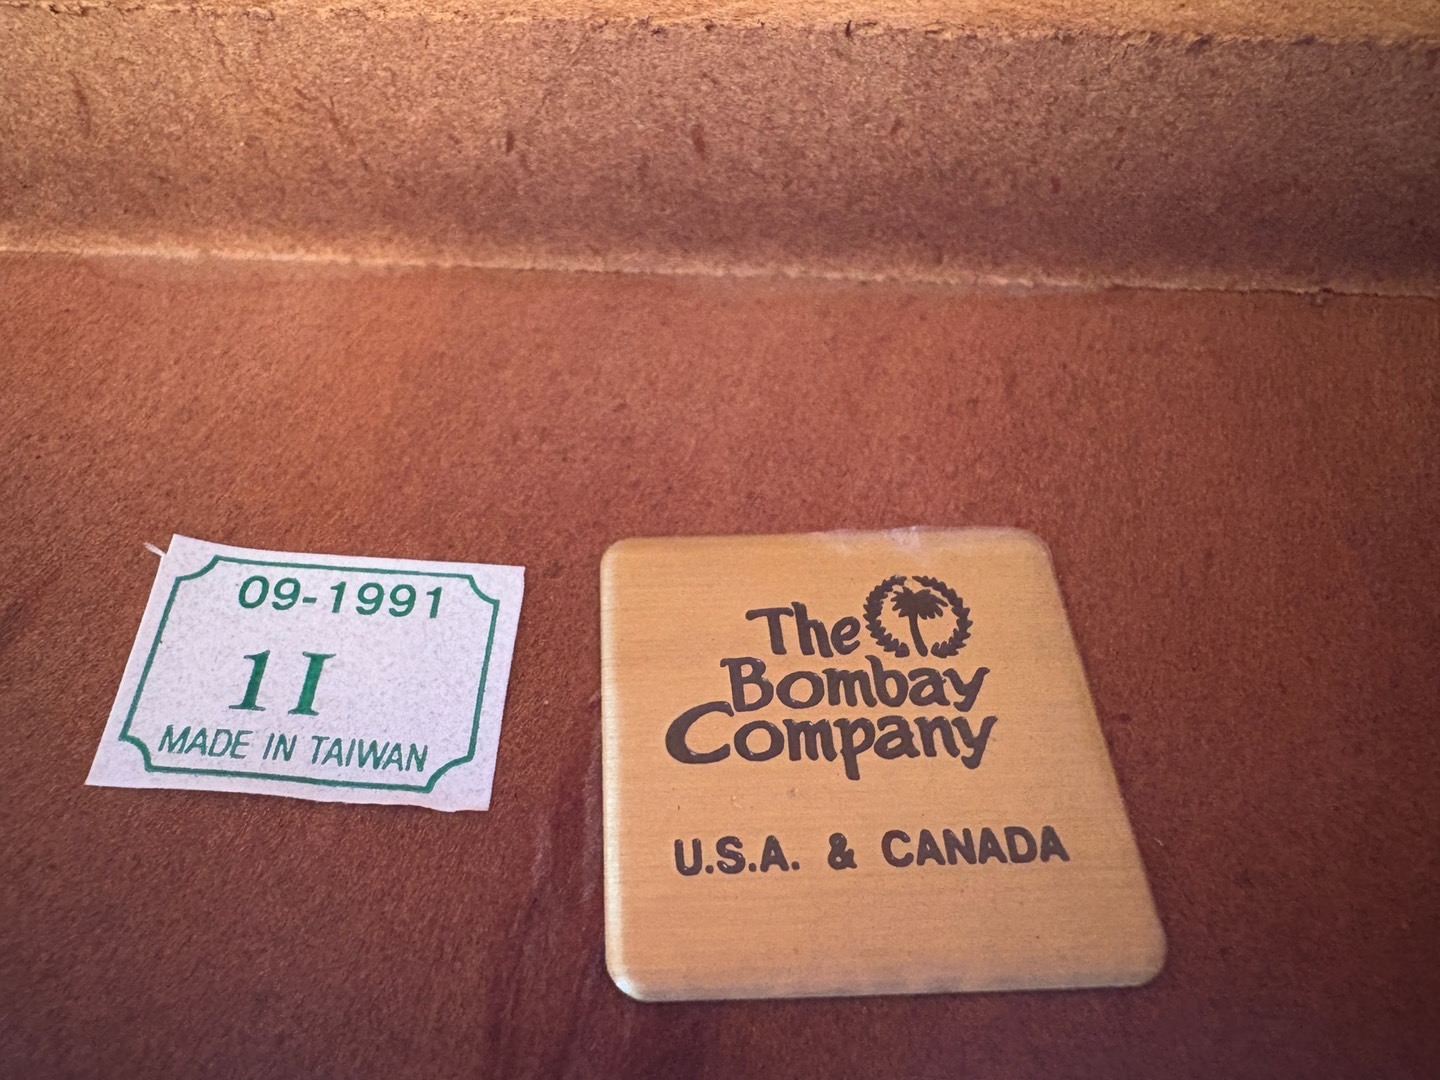 09-1991
1I
MADE IN TAIWAN
The
Bombay
Company
U.S.A. & CANADA